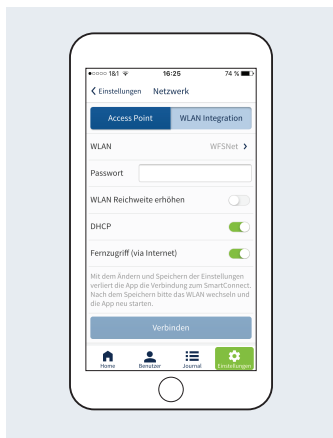 1&1 16:25 74 %
Einstellungen Netzwerk
Access Point WLAN Integration
WLAN WFSNet
Passwort
WLAN Reichweite erhöhen
DHCP
Fernzugriff (via Internet)
Mit dem Ändern und Speichern der Einstellungen
verliert die App die Verbindung zum SmartConnect.
Nach dem Speichern bitte das WLAN wechseln und
die App neu starten.
Verbinden
Home Benutzer Journal Einstellungen